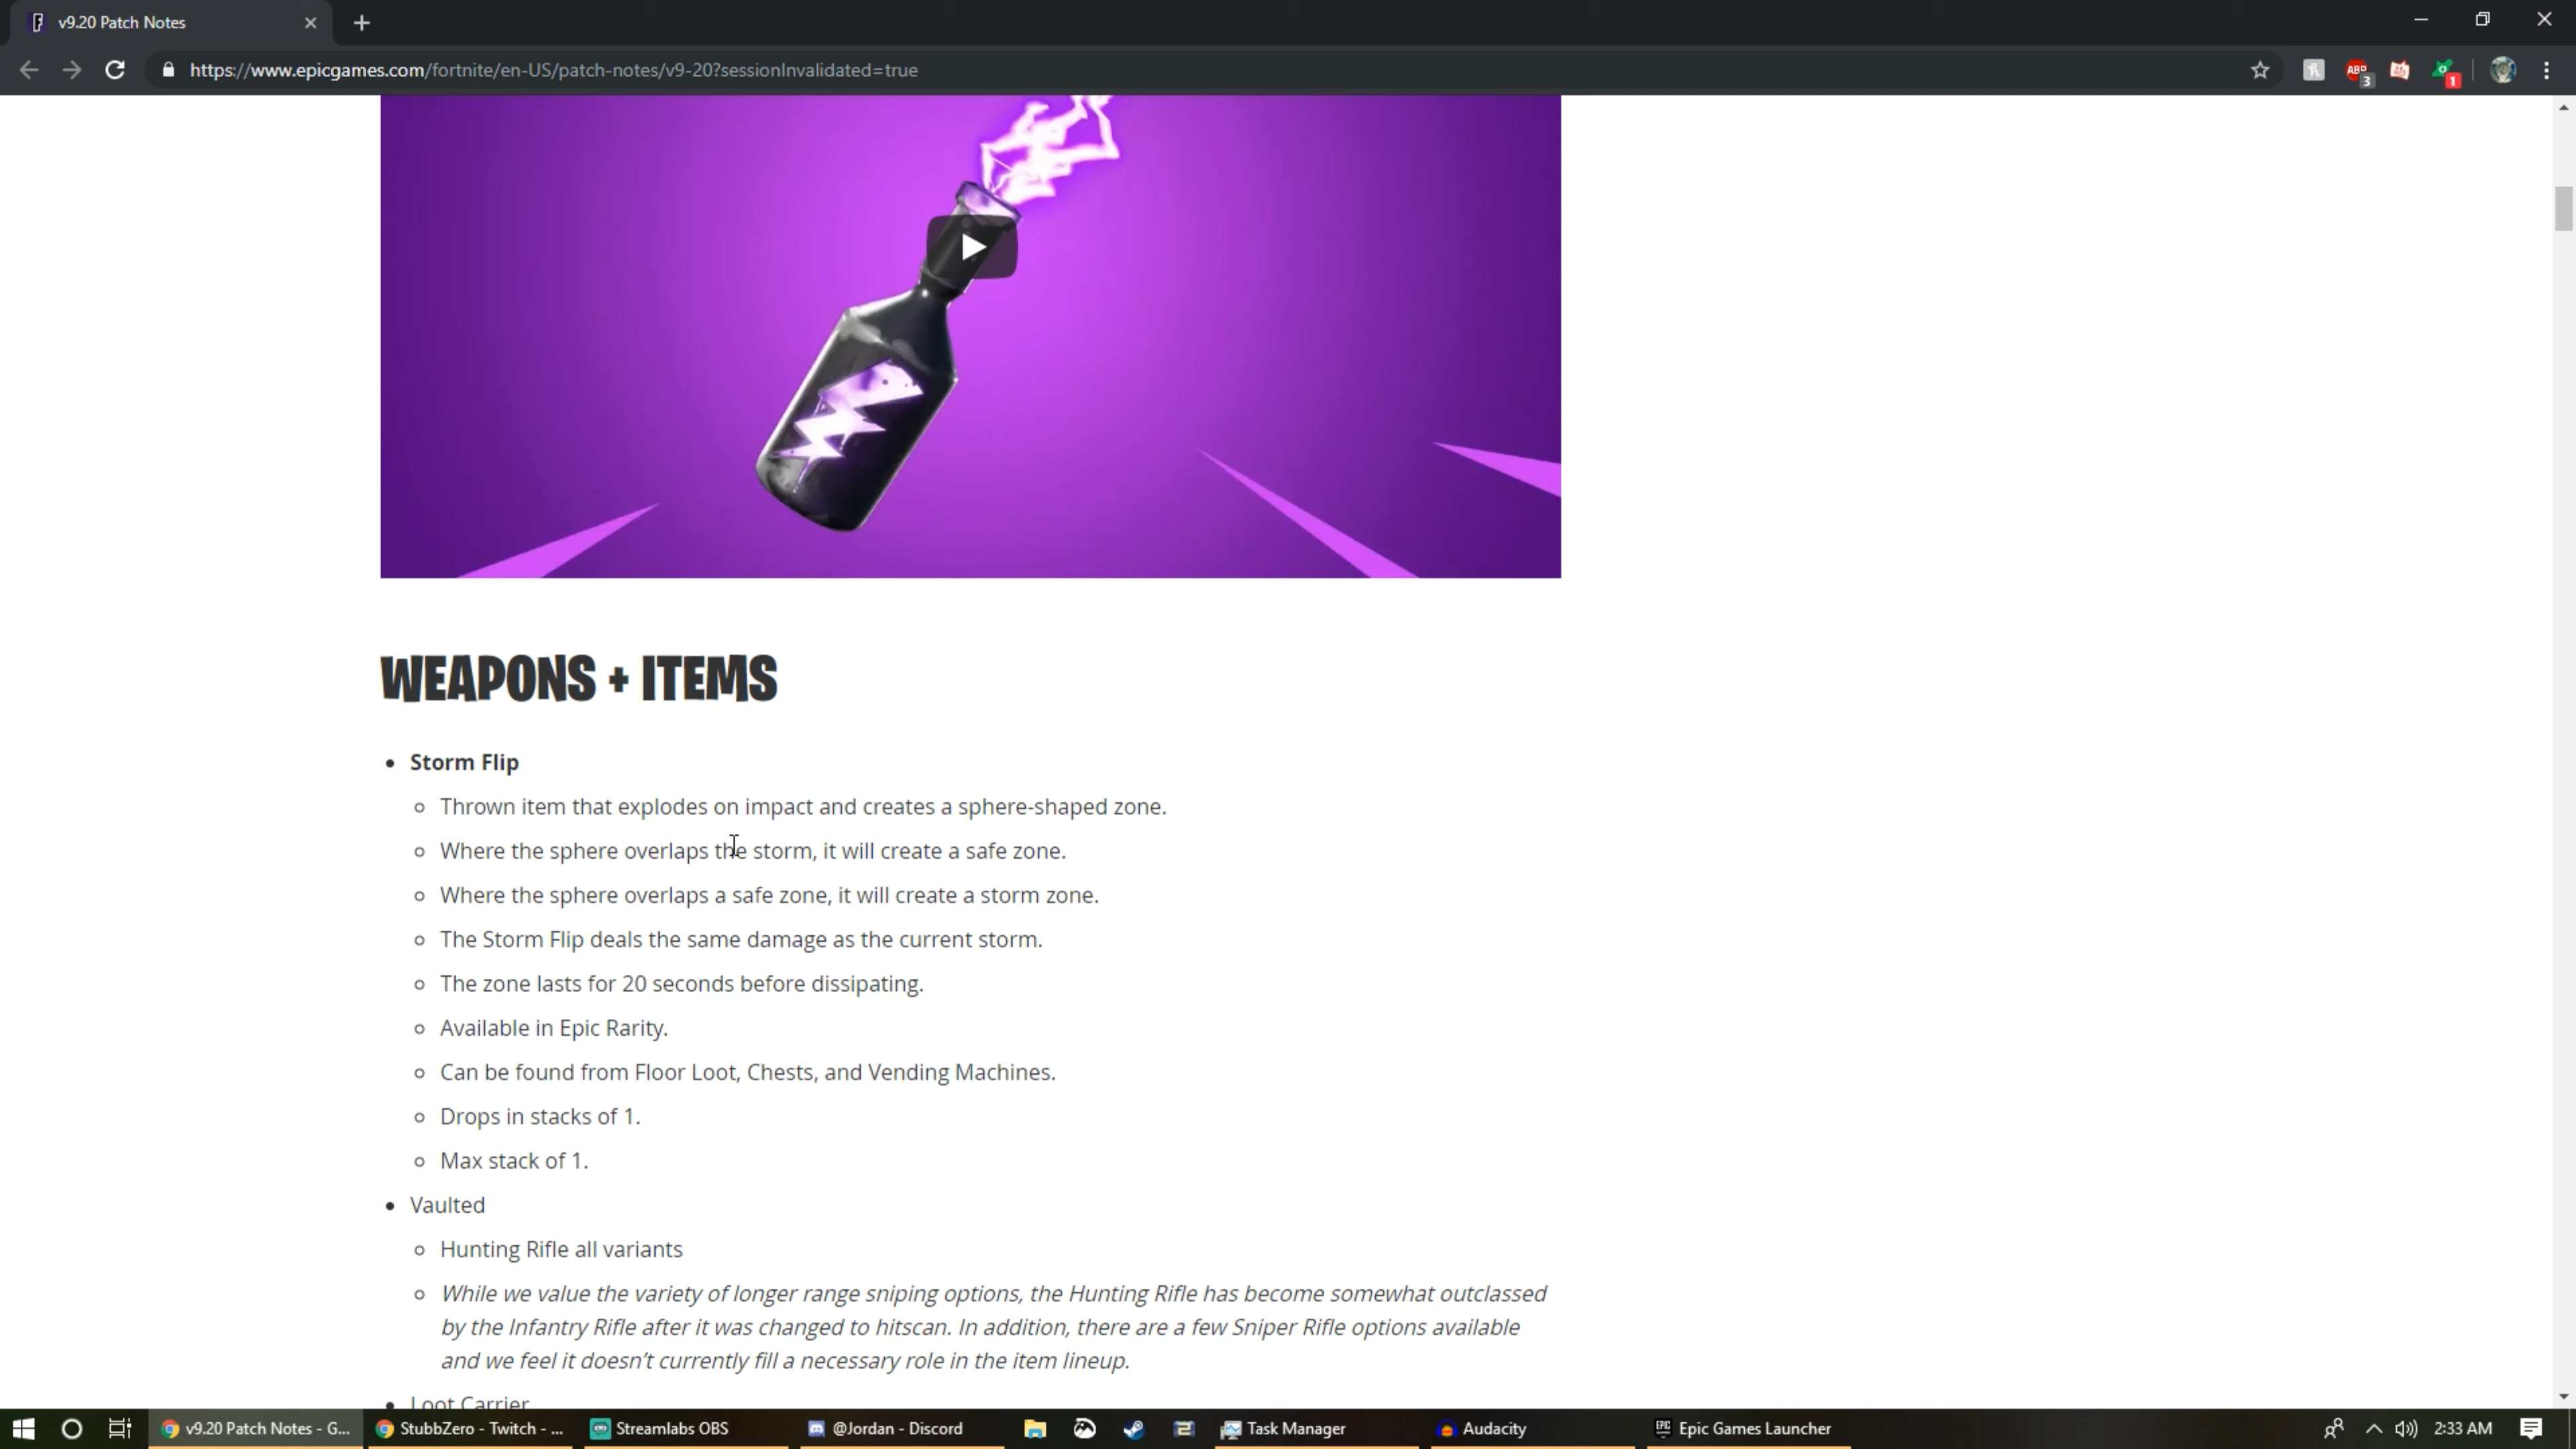 v9.20 Patch Notes
https://www.epicgames.com/fortnite/en-US/patch-notes/v9-20?sessionInvalidated=true
ABP
3
1
WEAPONS + ITEMS
Storm Flip
Thrown item that explodes on impact and creates a sphere-shaped zone.
Where the sphere overlaps the storm, it will create a safe zone.
Where the sphere overlaps a safe zone, it will create a storm zone.
The Storm Flip deals the same damage as the current storm.
The zone lasts for 20 seconds before dissipating.
Available in Epic Rarity.
Can be found from Floor Loot, Chests, and Vending Machines.
Drops in stacks of 1.
Max stack of 1.
Vaulted
Hunting Rifle all variants
While we value the variety of longer range sniping options, the Hunting Rifle has become somewhat outclassed
by the Infantry Rifle after it was changed to hitscan. In addition, there are a few Sniper Rifle options available
and we feel it doesn't currently fill a necessary role in the item lineup.
Loot Carrier
v9.20 Patch Notes - G...
StubbZero - Twitch - ...
Streamlabs OBS
@Jordan - Discord
Task Manager
Audacity
Epic Games Launcher
2:33 AM